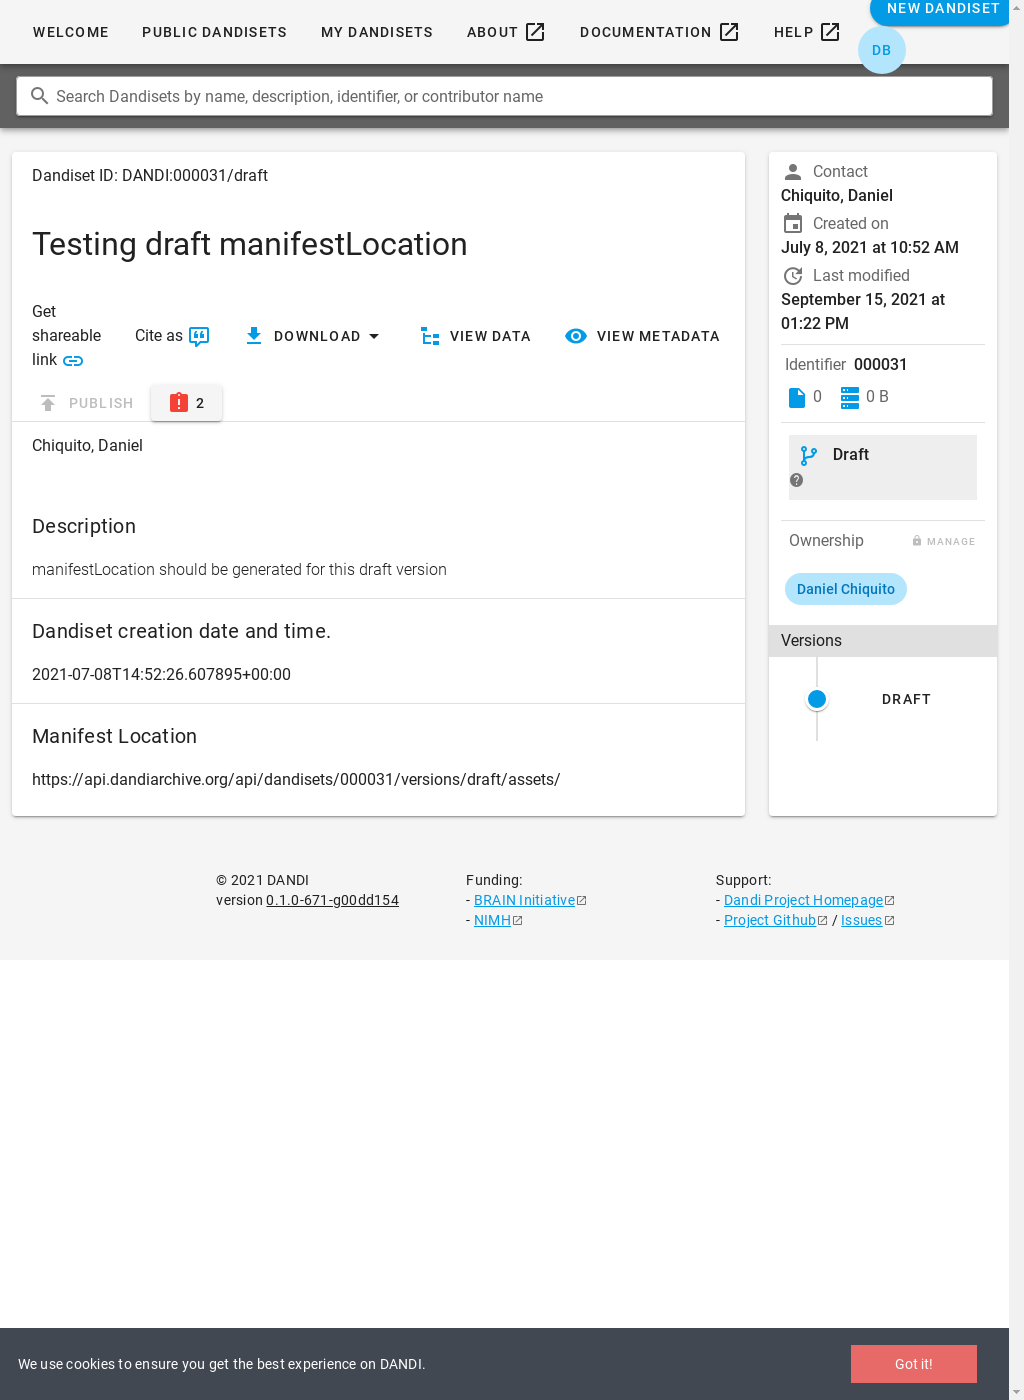 WELCOME
PUBLIC DANDISETS
MY DANDISETS
ABOUT
DOCUMENTATION
HELP
NEW DANDISET
DB
Search Dandisets by name, description, identifier, or contributor name
Dandiset ID: DANDI:000031/draft
Testing draft manifestLocation
Get
shareable
link
Cite as
DOWNLOAD
VIEW DATA
VIEW METADATA
PUBLISH
2
Chiquito, Daniel
Description
manifestLocation should be generated for this draft version
Dandiset creation date and time.
2021-07-08T14:52:26.607895+00:00
Manifest Location
https://api.dandiarchive.org/api/dandisets/000031/versions/draft/assets/
Contact
Chiquito, Daniel
Created on
July 8, 2021 at 10:52 AM
Last modified
September 15, 2021 at
01:22 PM
Identifier 000031
0
0 B
Draft
Ownership
MANAGE
Daniel Chiquito
Versions
DRAFT
© 2021 DANDI
version 0.1.0-671-g00dd154
Funding:
- BRAIN Initiative
- NIMH
Support:
- Dandi Project Homepage
- Project Github / Issues
We use cookies to ensure you get the best experience on DANDI.
Got it!